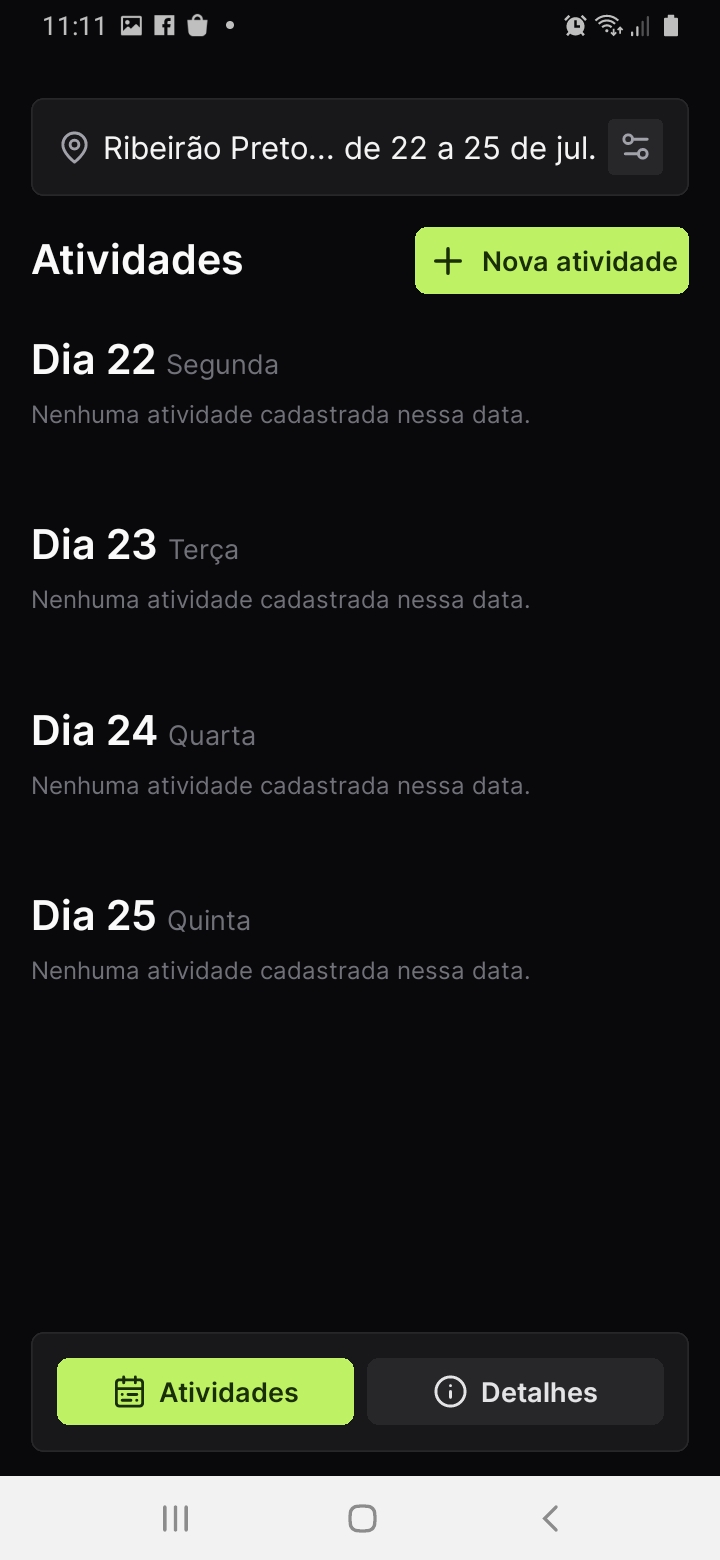 11:11
Ribeirão Preto... de 22 a 25 de jul.
Atividades
Nova atividade
Dia 22 Segunda
Nenhuma atividade cadastrada nessa data.
Dia 23 Terça
Nenhuma atividade cadastrada nessa data.
Dia 24 Quarta
Nenhuma atividade cadastrada nessa data.
Dia 25 Quinta
Nenhuma atividade cadastrada nessa data.
Atividades
Detalhes